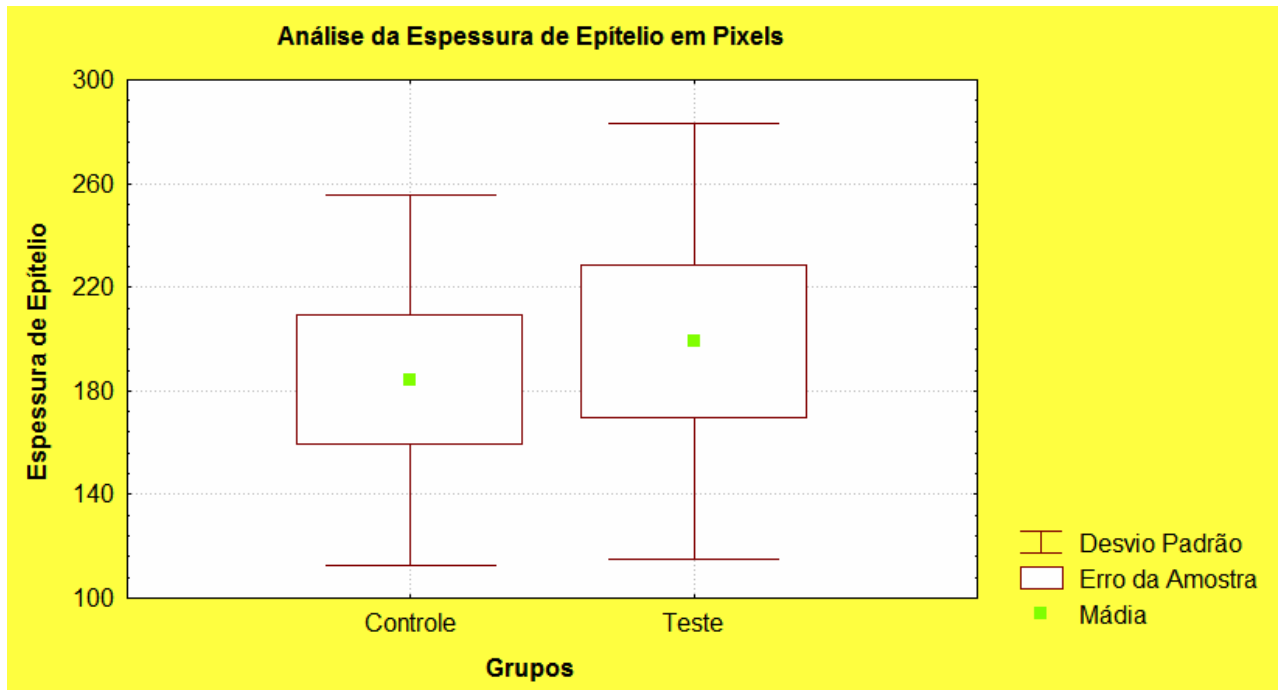 Análise da Espessura de Epítelio em Pixels
300
260
220
180
140
100
Espessura de Epítelio
Controle
Teste
Grupos
Desvio Padrão
Erro da Amostra
Mádia